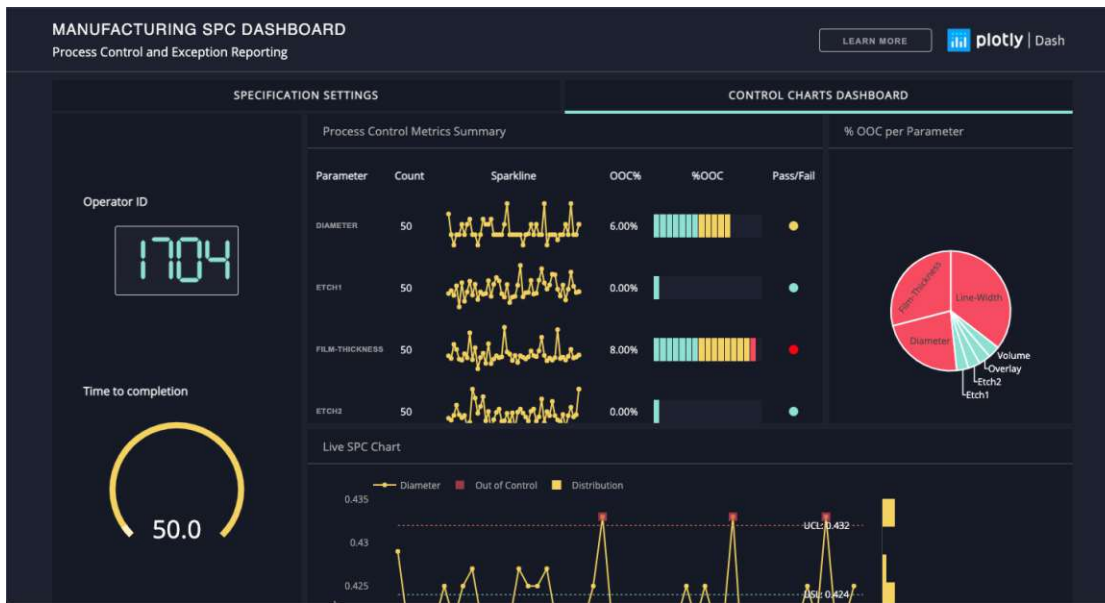 MANUFACTURING SPC DASHBOARD
Process Control and Exception Reporting
LEARN MORE
plotly | Dash
SPECIFICATION SETTINGS
CONTROL CHARTS DASHBOARD
Operator ID
1704
Time to completion
50.0
Process Control Metrics Summary
Parameter Count Sparkline OOC% %OOC Pass/Fail
DIAMETER 50 6.00%
ETCH1 50 0.00%
FILM-THICKNESS 50 8.00%
ETCH2 50 0.00%
% OOC per Parameter
Film-Thickness
Line-Width
Diameter
Volume
Overlay
Etch2
Etch1
Live SPC Chart
Diameter Out of Control Distribution
0.435
UCL: 0.432
0.43
0.425
USL: 0.424